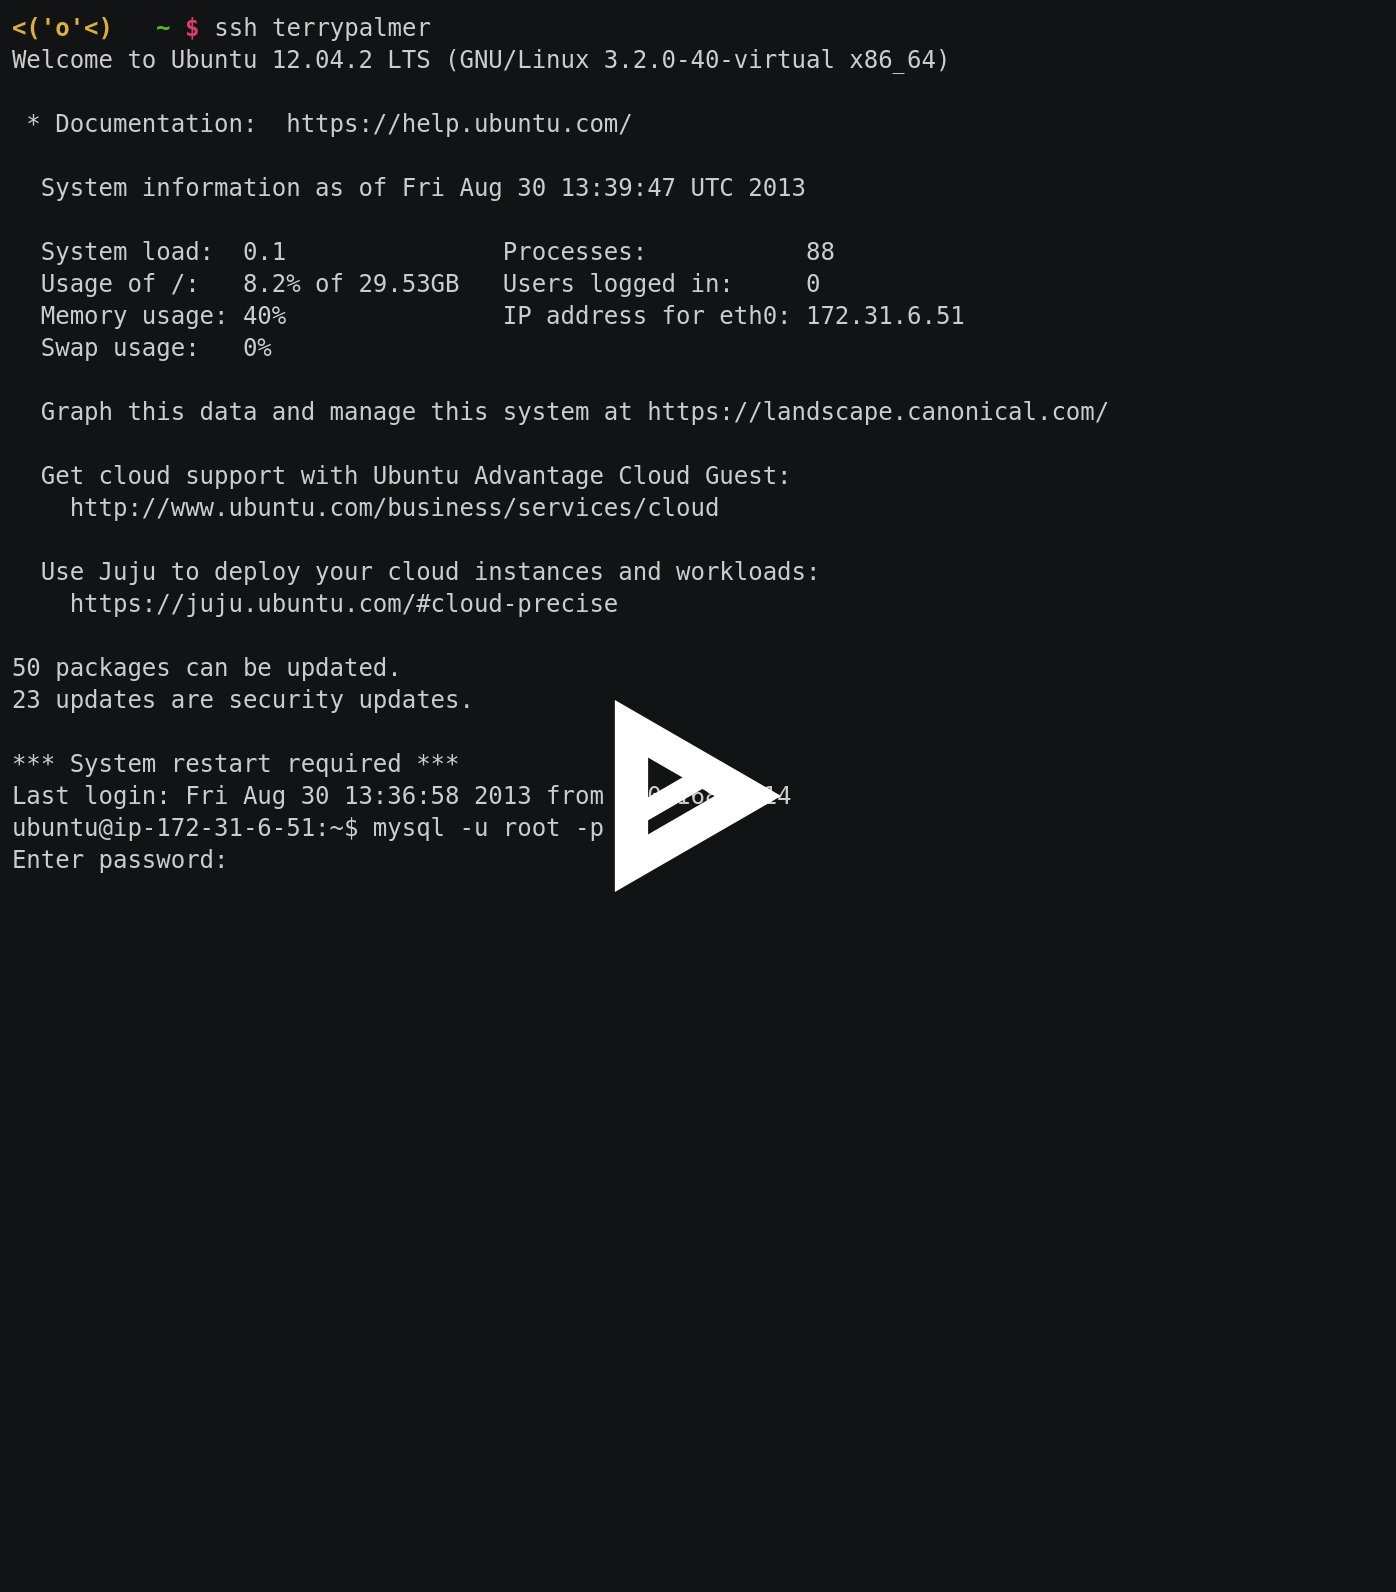 <('o'<)   ~ $ ssh terrypalmer
Welcome to Ubuntu 12.04.2 LTS (GNU/Linux 3.2.0-40-virtual x86_64)

 * Documentation:  https://help.ubuntu.com/

  System information as of Fri Aug 30 13:39:47 UTC 2013

  System load:  0.1               Processes:           88
  Usage of /:   8.2% of 29.53GB   Users logged in:     0
  Memory usage: 40%               IP address for eth0: 172.31.6.51
  Swap usage:   0%

  Graph this data and manage this system at https://landscape.canonical.com/

  Get cloud support with Ubuntu Advantage Cloud Guest:
    http://www.ubuntu.com/business/services/cloud

  Use Juju to deploy your cloud instances and workloads:
    https://juju.ubuntu.com/#cloud-precise

50 packages can be updated.
23 updates are security updates.

*** System restart required ***
Last login: Fri Aug 30 13:36:58 2013 from
ubuntu@ip-172-31-6-51:~$ mysql -u root -p
Enter password: